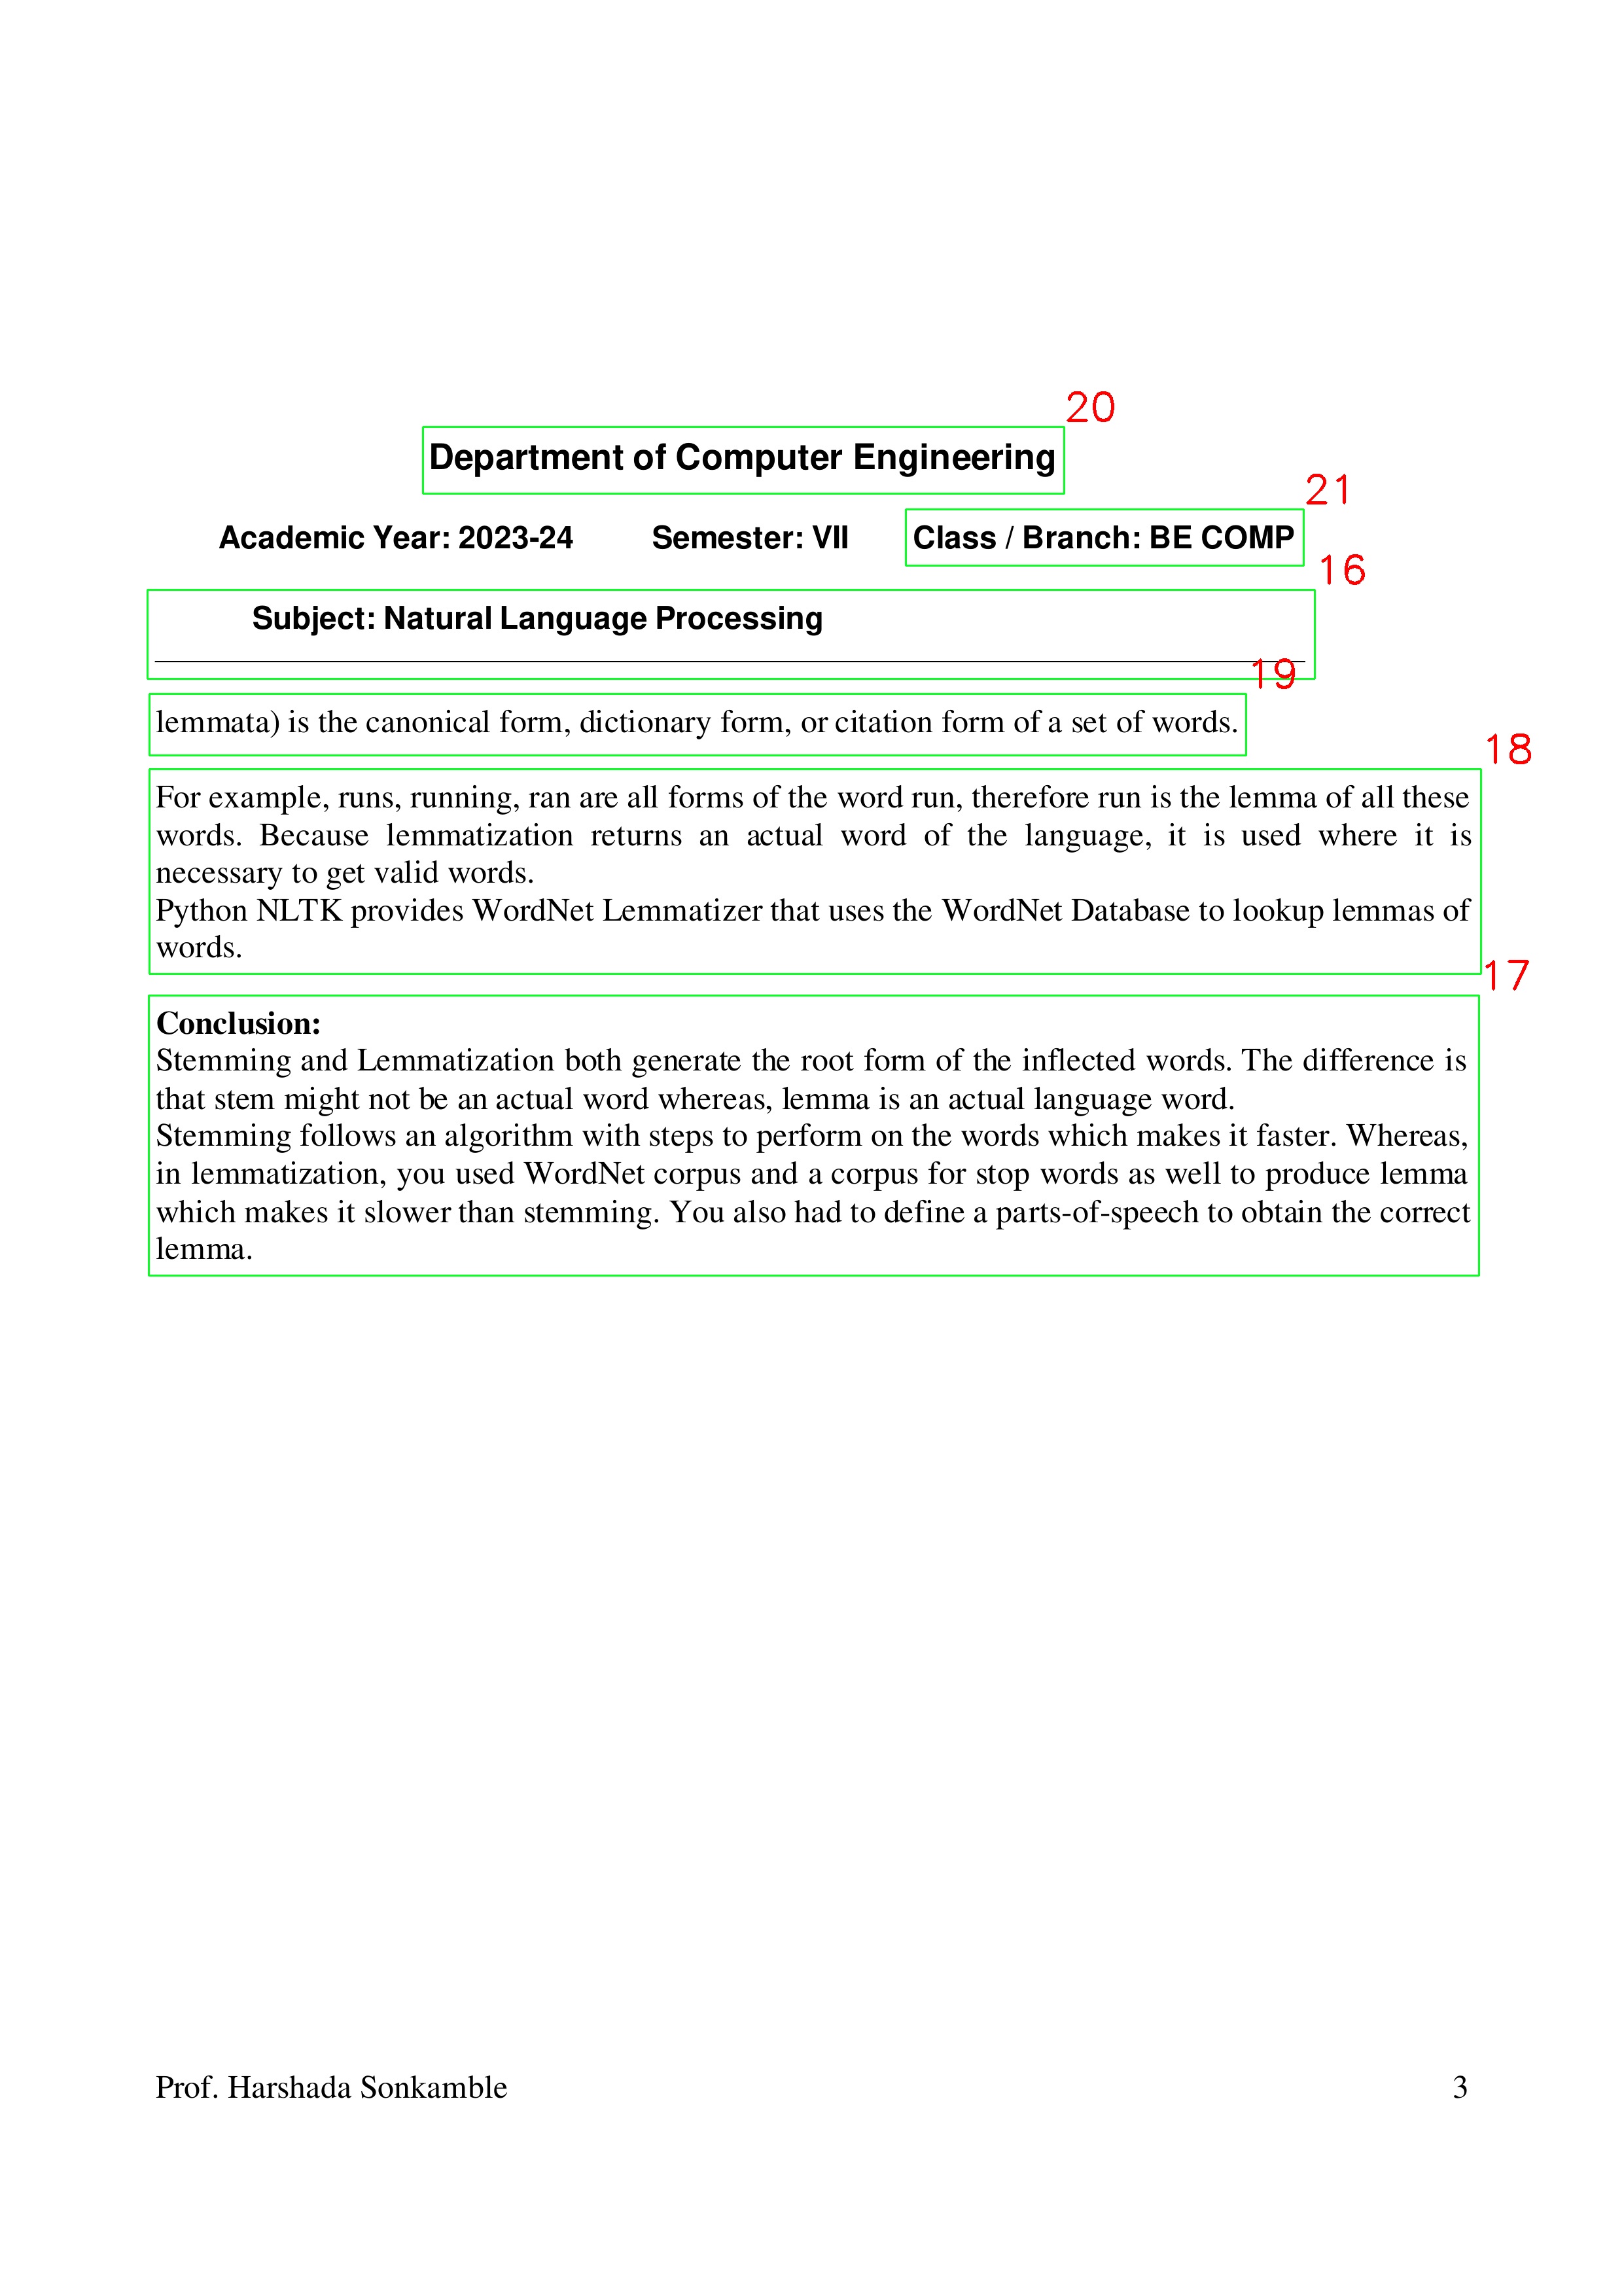 20
Department of Computer Engineering
21
Academic Year: 2023-24 Semester: VII Class / Branch: BE COMP
16
Subject: Natural Language Processing
19
lemmata) is the canonical form, dictionary form, or citation form of a set of words.
18
For example, runs, running, ran are all forms of the word run, therefore run is the lemma of all these
words. Because lemmatization returns an actual word of the language, it is used where it is
necessary to get valid words.
Python NLTK provides WordNet Lemmatizer that uses the WordNet Database to lookup lemmas of
words.
17
Conclusion:
Stemming and Lemmatization both generate the root form of the inflected words. The difference is
that stem might not be an actual word whereas, lemma is an actual language word.
Stemming follows an algorithm with steps to perform on the words which makes it faster. Whereas,
in lemmatization, you used WordNet corpus and a corpus for stop words as well to produce lemma
which makes it slower than stemming. You also had to define a parts-of-speech to obtain the correct
lemma.
Prof. Harshada Sonkamble 3